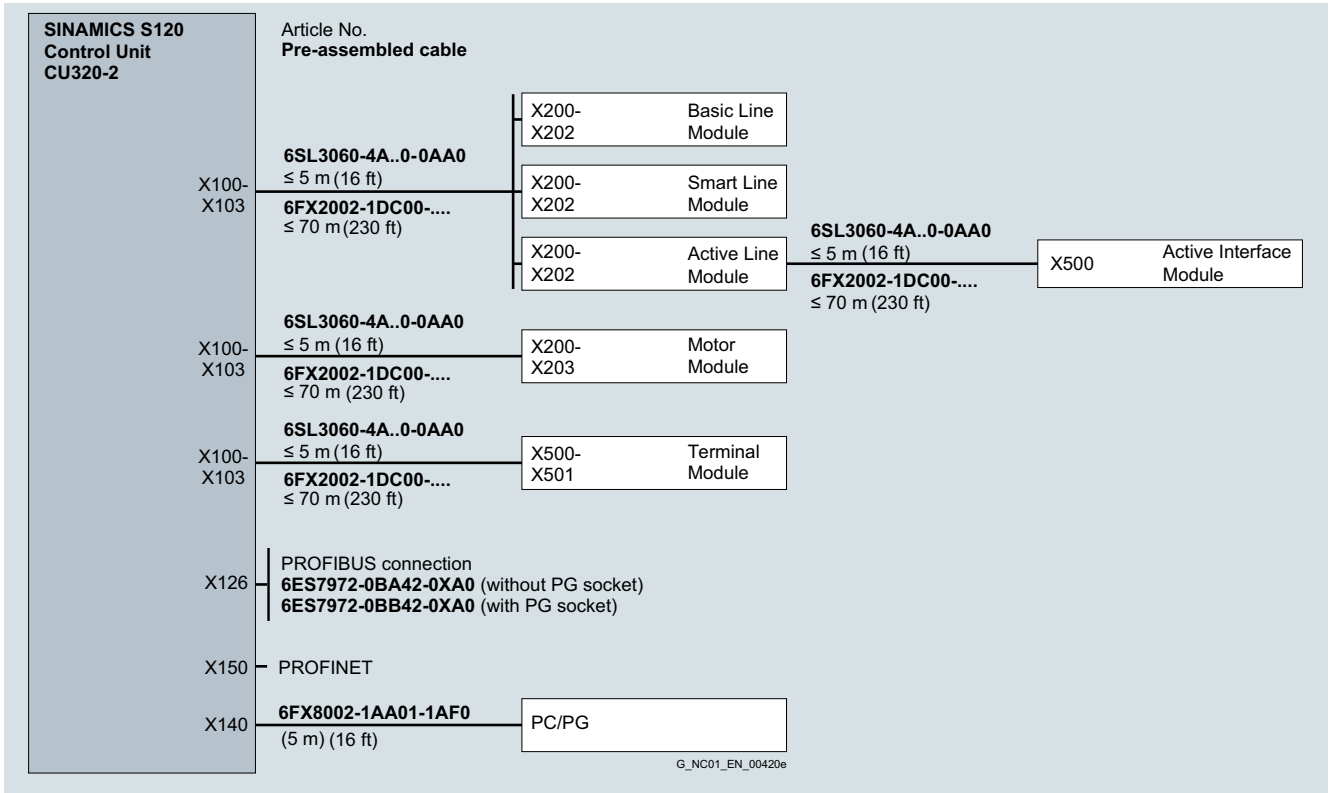 SINAMICS S120
Control Unit
CU320-2
Article No.
Pre-assembled cable
X100-
X103
6SL3060-4A..0-0AA0
≤ 5 m (16 ft)
6FX2002-1DC00-....
≤ 70 m (230 ft)
X200-
X202
Basic Line
Module
X200-
X202
Smart Line
Module
X200-
X202
Active Line
Module
6SL3060-4A..0-0AA0
≤ 5 m (16 ft)
6FX2002-1DC00-....
≤ 70 m (230 ft)
X500
Active Interface
Module
X100-
X103
6SL3060-4A..0-0AA0
≤ 5 m (16 ft)
6FX2002-1DC00-....
≤ 70 m (230 ft)
X200-
X203
Motor
Module
X100-
X103
6SL3060-4A..0-0AA0
≤ 5 m (16 ft)
6FX2002-1DC00-....
≤ 70 m (230 ft)
X500-
X501
Terminal
Module
X126
PROFIBUS connection
6ES7972-0BA42-0XA0 (without PG socket)
6ES7972-0BB42-0XA0 (with PG socket)
X150
PROFINET
X140
6FX8002-1AA01-1AF0
(5 m) (16 ft)
PC/PG
G_NC01_EN_00420e